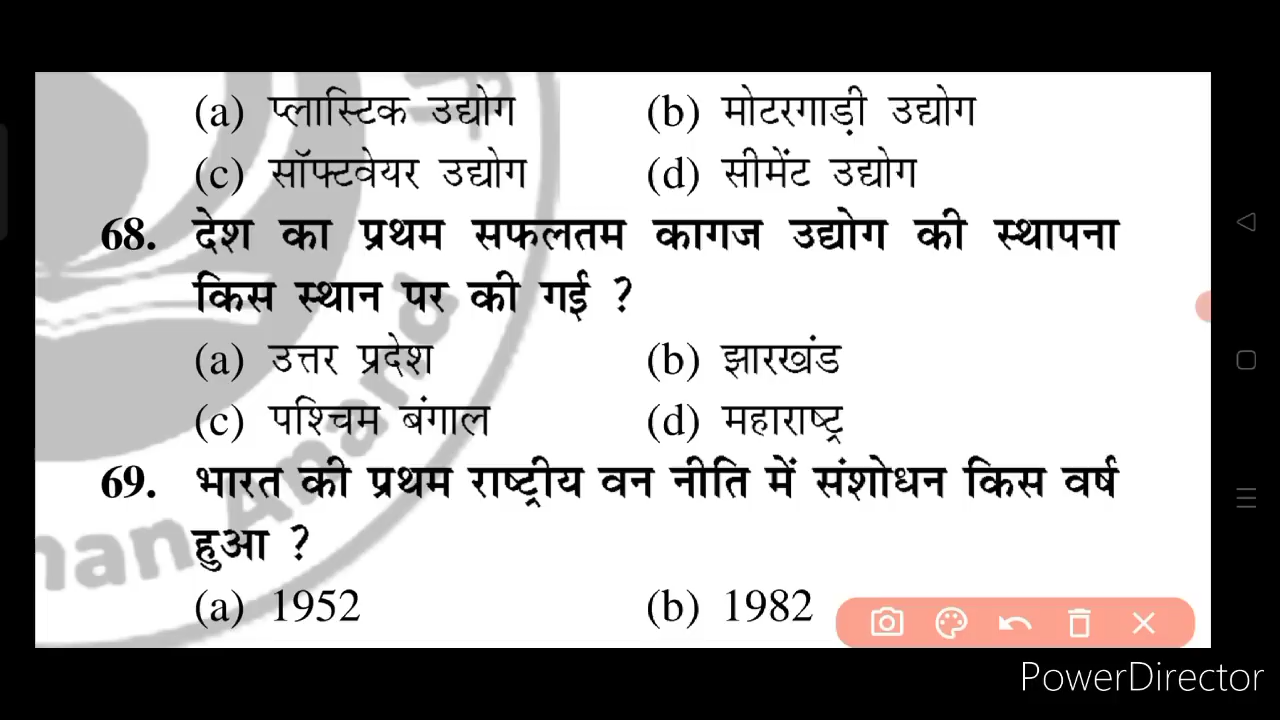 (a) प्लास्टिक उद्योग (b) मोटरगाड़ी उद्योग
(c) सॉफ्टवेयर उद्योग (d) सीमेंट उद्योग
68. देश का प्रथम सफलतम कागज उद्योग की स्थापना
किस स्थान पर की गई ?
(a) उत्तर प्रदेश (b) झारखंड
(c) पश्चिम बंगाल (d) महाराष्ट्र
69. भारत की प्रथम राष्ट्रीय वन नीति में संशोधन किस वर्ष
हुआ ?
(a) 1952 (b) 1982
PowerDirector